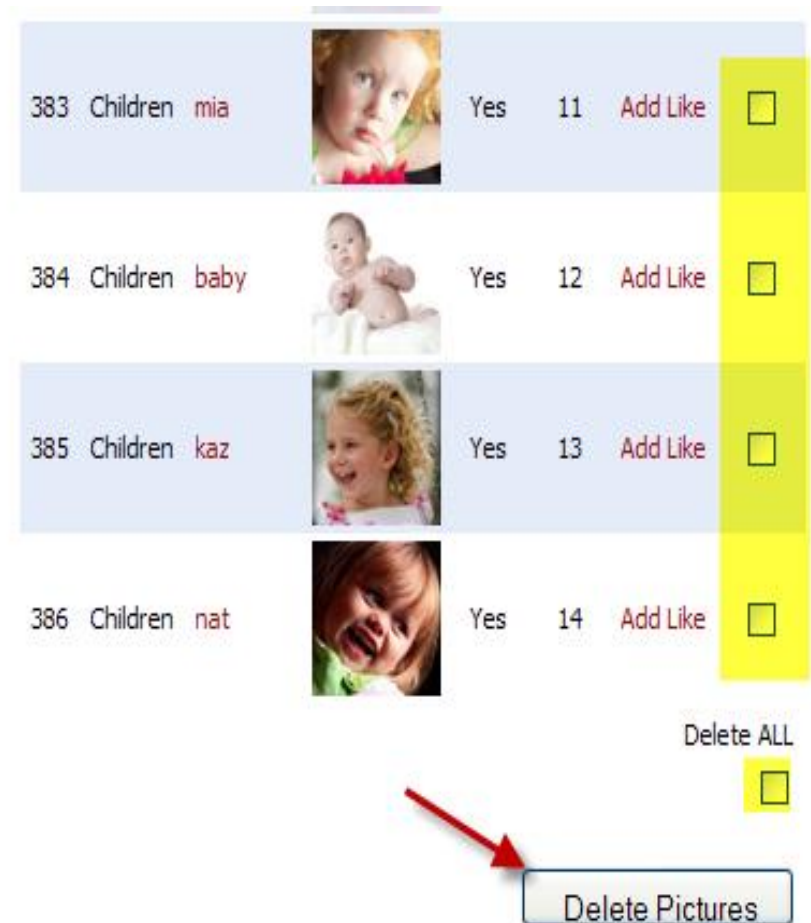 383 Children mia Yes 11 Add Like
384 Children baby Yes 12 Add Like
385 Children kaz Yes 13 Add Like
386 Children nat Yes 14 Add Like
Delete ALL
Delete Pictures